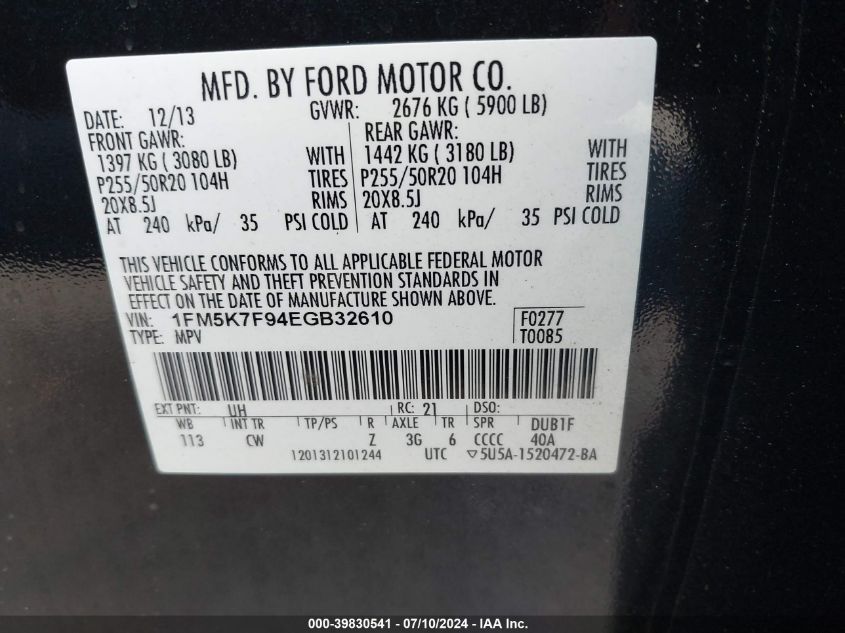 MFD. BY FORD MOTOR CO.
DATE: 12/13 GVWR: 2676 KG ( 5900 LB)
FRONT GAWR: REAR GAWR:
1397 KG ( 3080 LB) WITH 1442 KG ( 3180 LB) WITH
P255/50R20 104H TIRES P255/50R20 104H TIRES
20X8.5J RIMS 20X8.5J RIMS
AT 240 kPa/ 35 PSI COLD AT 240 kPa/ 35 PSI COLD
THIS VEHICLE CONFORMS TO ALL APPLICABLE FEDERAL MOTOR
VEHICLE SAFETY AND THEFT PREVENTION STANDARDS IN
EFFECT ON THE DATE OF MANUFACTURE SHOWN ABOVE.
VIN: 1FM5K7F94EGB32610 F0277
TYPE: MPV T0085
EXT PNT: UH RC: 21 DSO:
WB INT TR TP/PS R AXLE TR SPR DUB1F
113 CW Z 3G 6 CCCC 40A
1201312101244 UTC ▽5U5A-1520472-BA
000-39830541 - 07/10/2024 - IAA Inc.